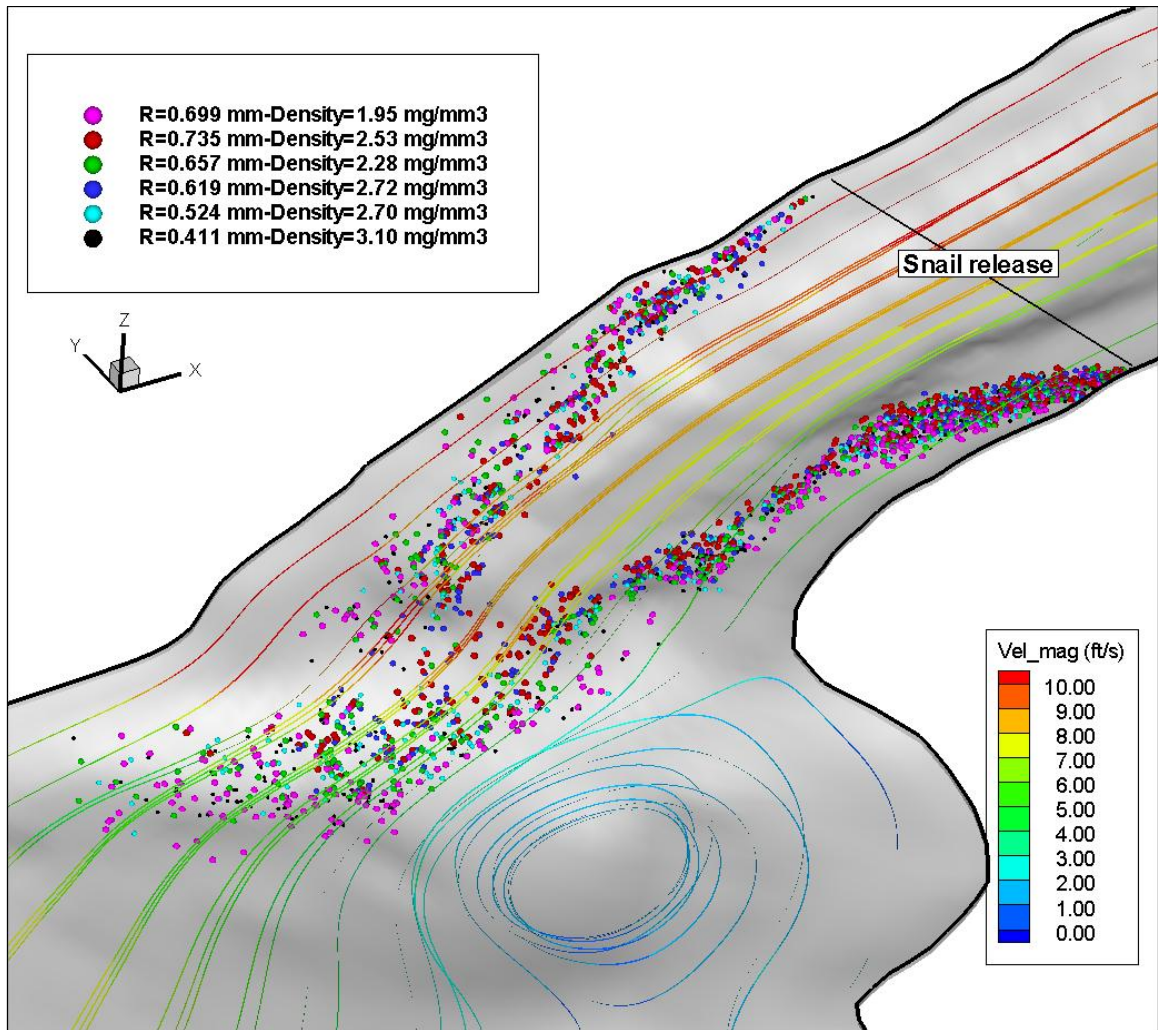 R=0.699 mm-Density=1.95 mg/mm3
R=0.735 mm-Density=2.53 mg/mm3
R=0.657 mm-Density=2.28 mg/mm3
R=0.619 mm-Density=2.72 mg/mm3
R=0.524 mm-Density=2.70 mg/mm3
R=0.411 mm-Density=3.10 mg/mm3
Snail release
Z
Y
X
Vel_mag (ft/s)
10.00
9.00
8.00
7.00
6.00
5.00
4.00
3.00
2.00
1.00
0.00